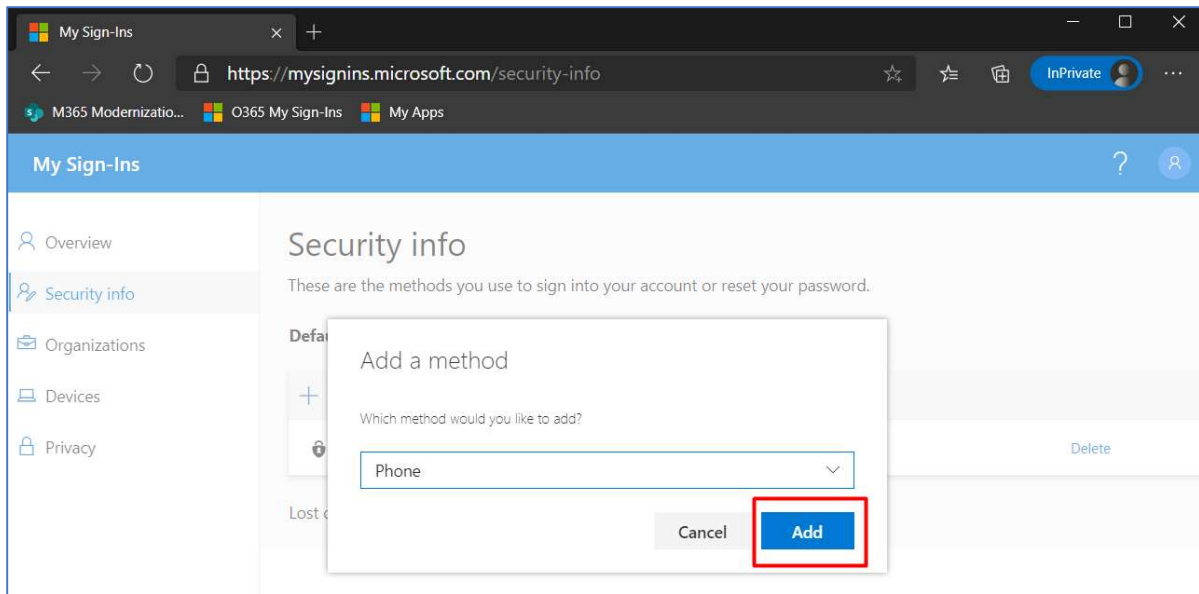 My Sign-Ins
https://mysignins.microsoft.com/security-info
InPrivate
M365 Modernizatio... O365 My Sign-Ins My Apps
My Sign-Ins
?
Overview
Security info
Organizations
Devices
Privacy
Security info
These are the methods you use to sign into your account or reset your password.
Defau
Add a method
Which method would you like to add?
Phone
Cancel Add
Delete
Lost